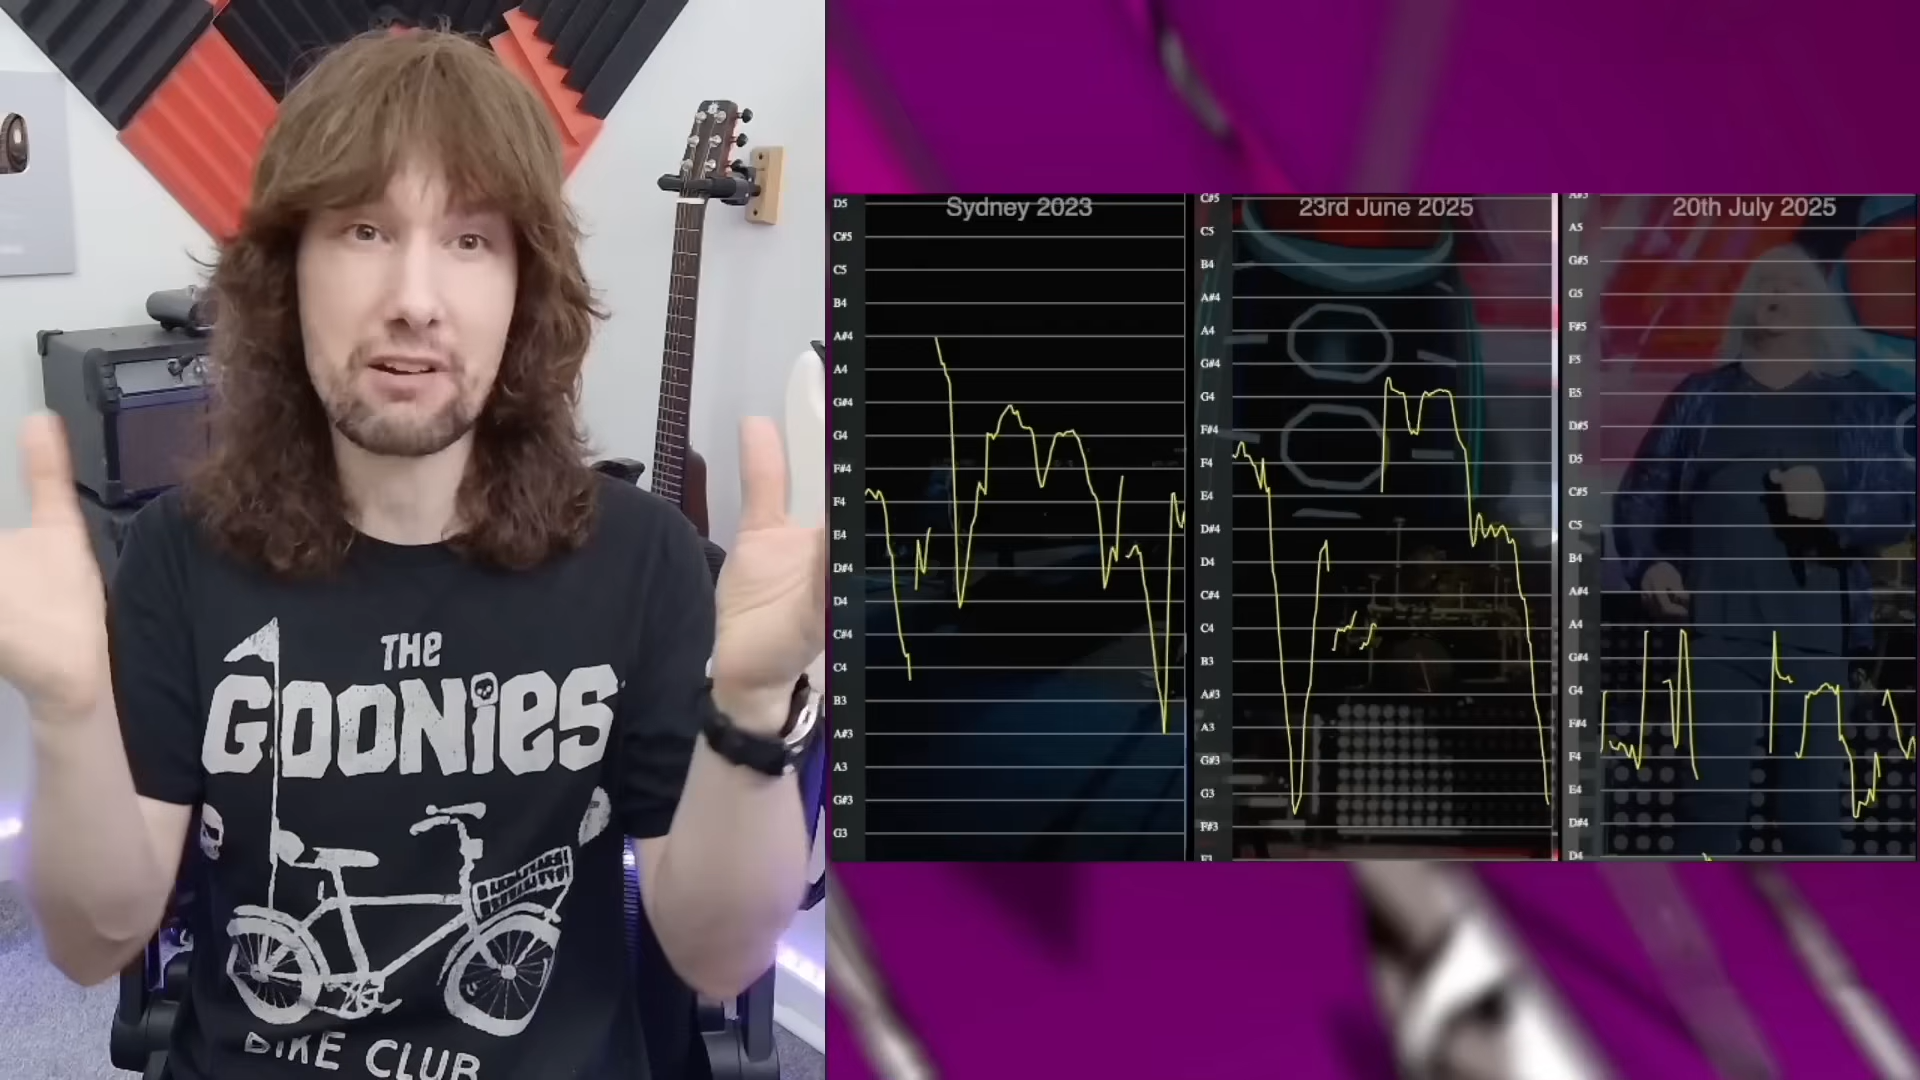 THE
GOONiES
BIKE CLUB
Sydney 2023
D5
C#5
C5
B4
A#4
A4
G#4
G4
F#4
F4
E4
D#4
D4
C#4
C4
B3
A#3
A3
G#3
G3
23rd June 2025
C#5
C5
B4
A#4
A4
G#4
G4
F#4
F4
E4
D#4
D4
C#4
C4
B3
A#3
A3
G#3
G3
F#3
20th July 2025
A5
G#5
G5
F#5
F5
E5
D#5
D5
C#5
C5
B4
A#4
A4
G#4
G4
F#4
F4
E4
D#4
D4